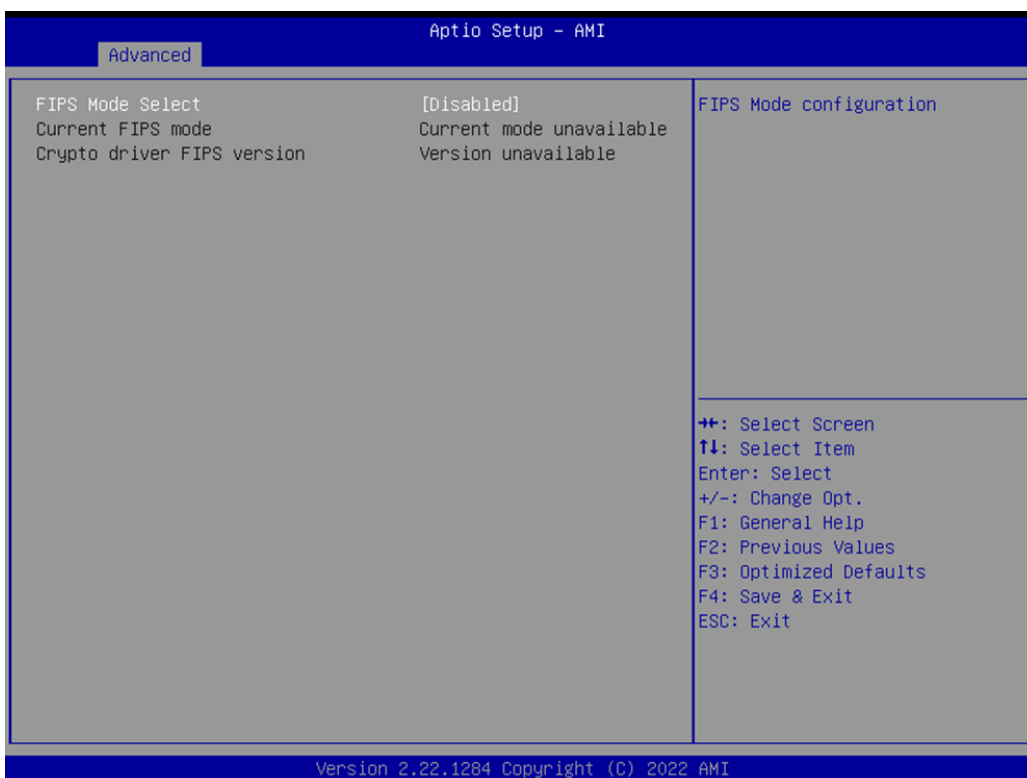 Aptio Setup – AMI
Advanced
FIPS Mode Select [Disabled]
Current FIPS mode Current mode unavailable
Crypto driver FIPS version Version unavailable
FIPS Mode configuration
→←: Select Screen
↑↓: Select Item
Enter: Select
+/-: Change Opt.
F1: General Help
F2: Previous Values
F3: Optimized Defaults
F4: Save & Exit
ESC: Exit
Version 2.22.1284 Copyright (C) 2022 AMI